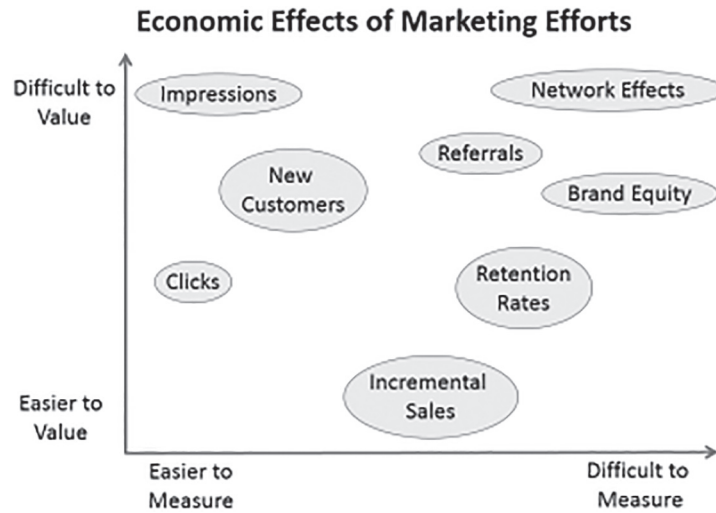 Economic Effects of Marketing Efforts
Difficult to
Value
Impressions
Network Effects
Referrals
New
Customers
Brand Equity
Clicks
Retention
Rates
Incremental
Sales
Easier to
Value
Easier to
Measure
Difficult to
Measure